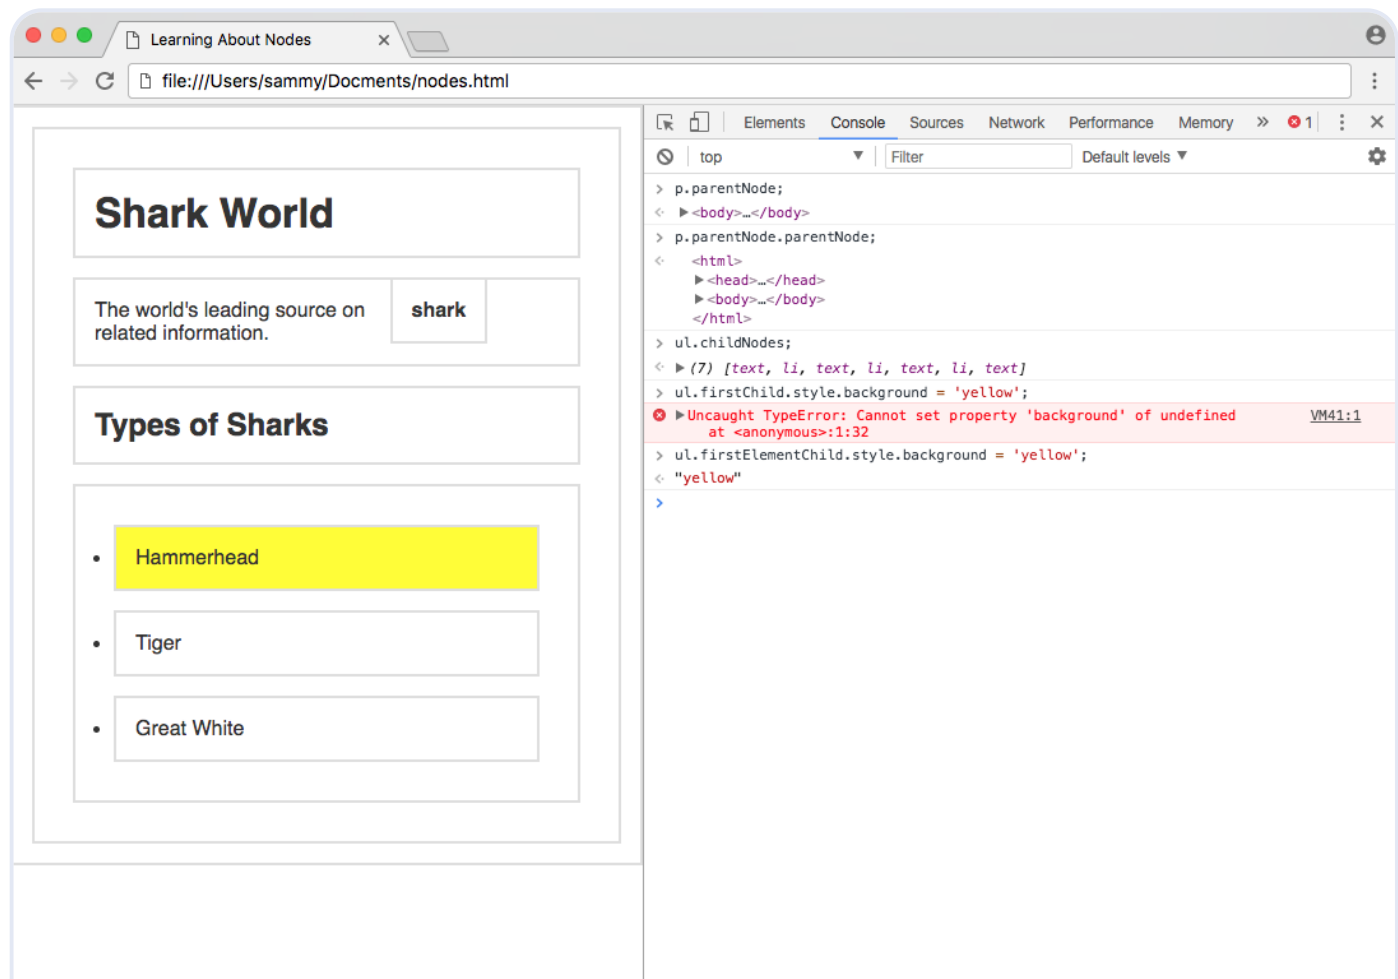 Learning About Nodes
file:///Users/sammy/Docments/nodes.html
Shark World
The world's leading source on shark
related information.
Types of Sharks
• Hammerhead
• Tiger
• Great White
Elements Console Sources Network Performance Memory » 1
top Filter Default levels
> p.parentNode;
<body>…</body>
> p.parentNode.parentNode;
<html>
<head>…</head>
<body>…</body>
</html>
> ul.childNodes;
(7) [text, li, text, li, text, li, text]
> ul.firstChild.style.background = 'yellow';
Uncaught TypeError: Cannot set property 'background' of undefined VM41:1
at <anonymous>:1:32
> ul.firstElementChild.style.background = 'yellow';
"yellow"
>